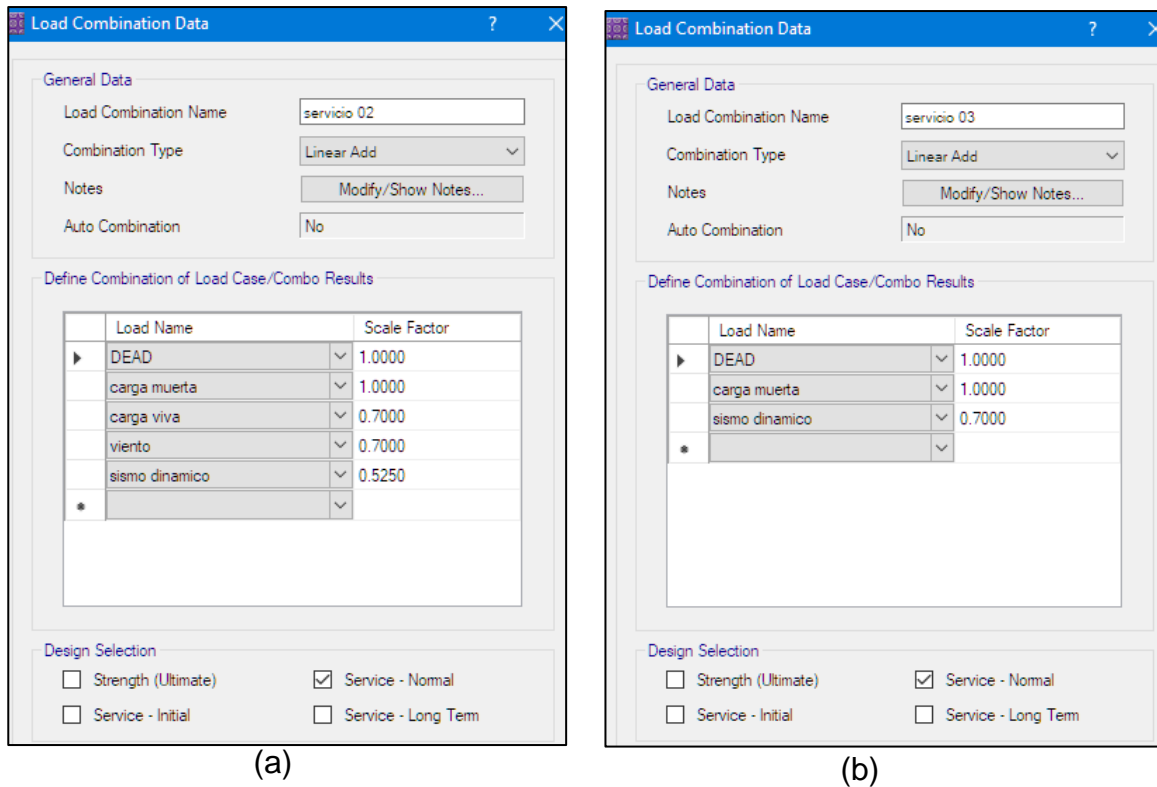 Load Combination Data ?
General Data
Load Combination Name servicio 02
Combination Type Linear Add
Notes Modify/Show Notes...
Auto Combination No
Define Combination of Load Case/Combo Results
Load Name Scale Factor
DEAD 1.0000
carga muerta 1.0000
carga viva 0.7000
viento 0.7000
sismo dinamico 0.5250
Design Selection
Strength (Ultimate) Service - Normal
Service - Initial Service - Long Term
(a)
Load Combination Data ?
General Data
Load Combination Name servicio 03
Combination Type Linear Add
Notes Modify/Show Notes...
Auto Combination No
Define Combination of Load Case/Combo Results
Load Name Scale Factor
DEAD 1.0000
carga muerta 1.0000
sismo dinamico 0.7000
Design Selection
Strength (Ultimate) Service - Normal
Service - Initial Service - Long Term
(b)